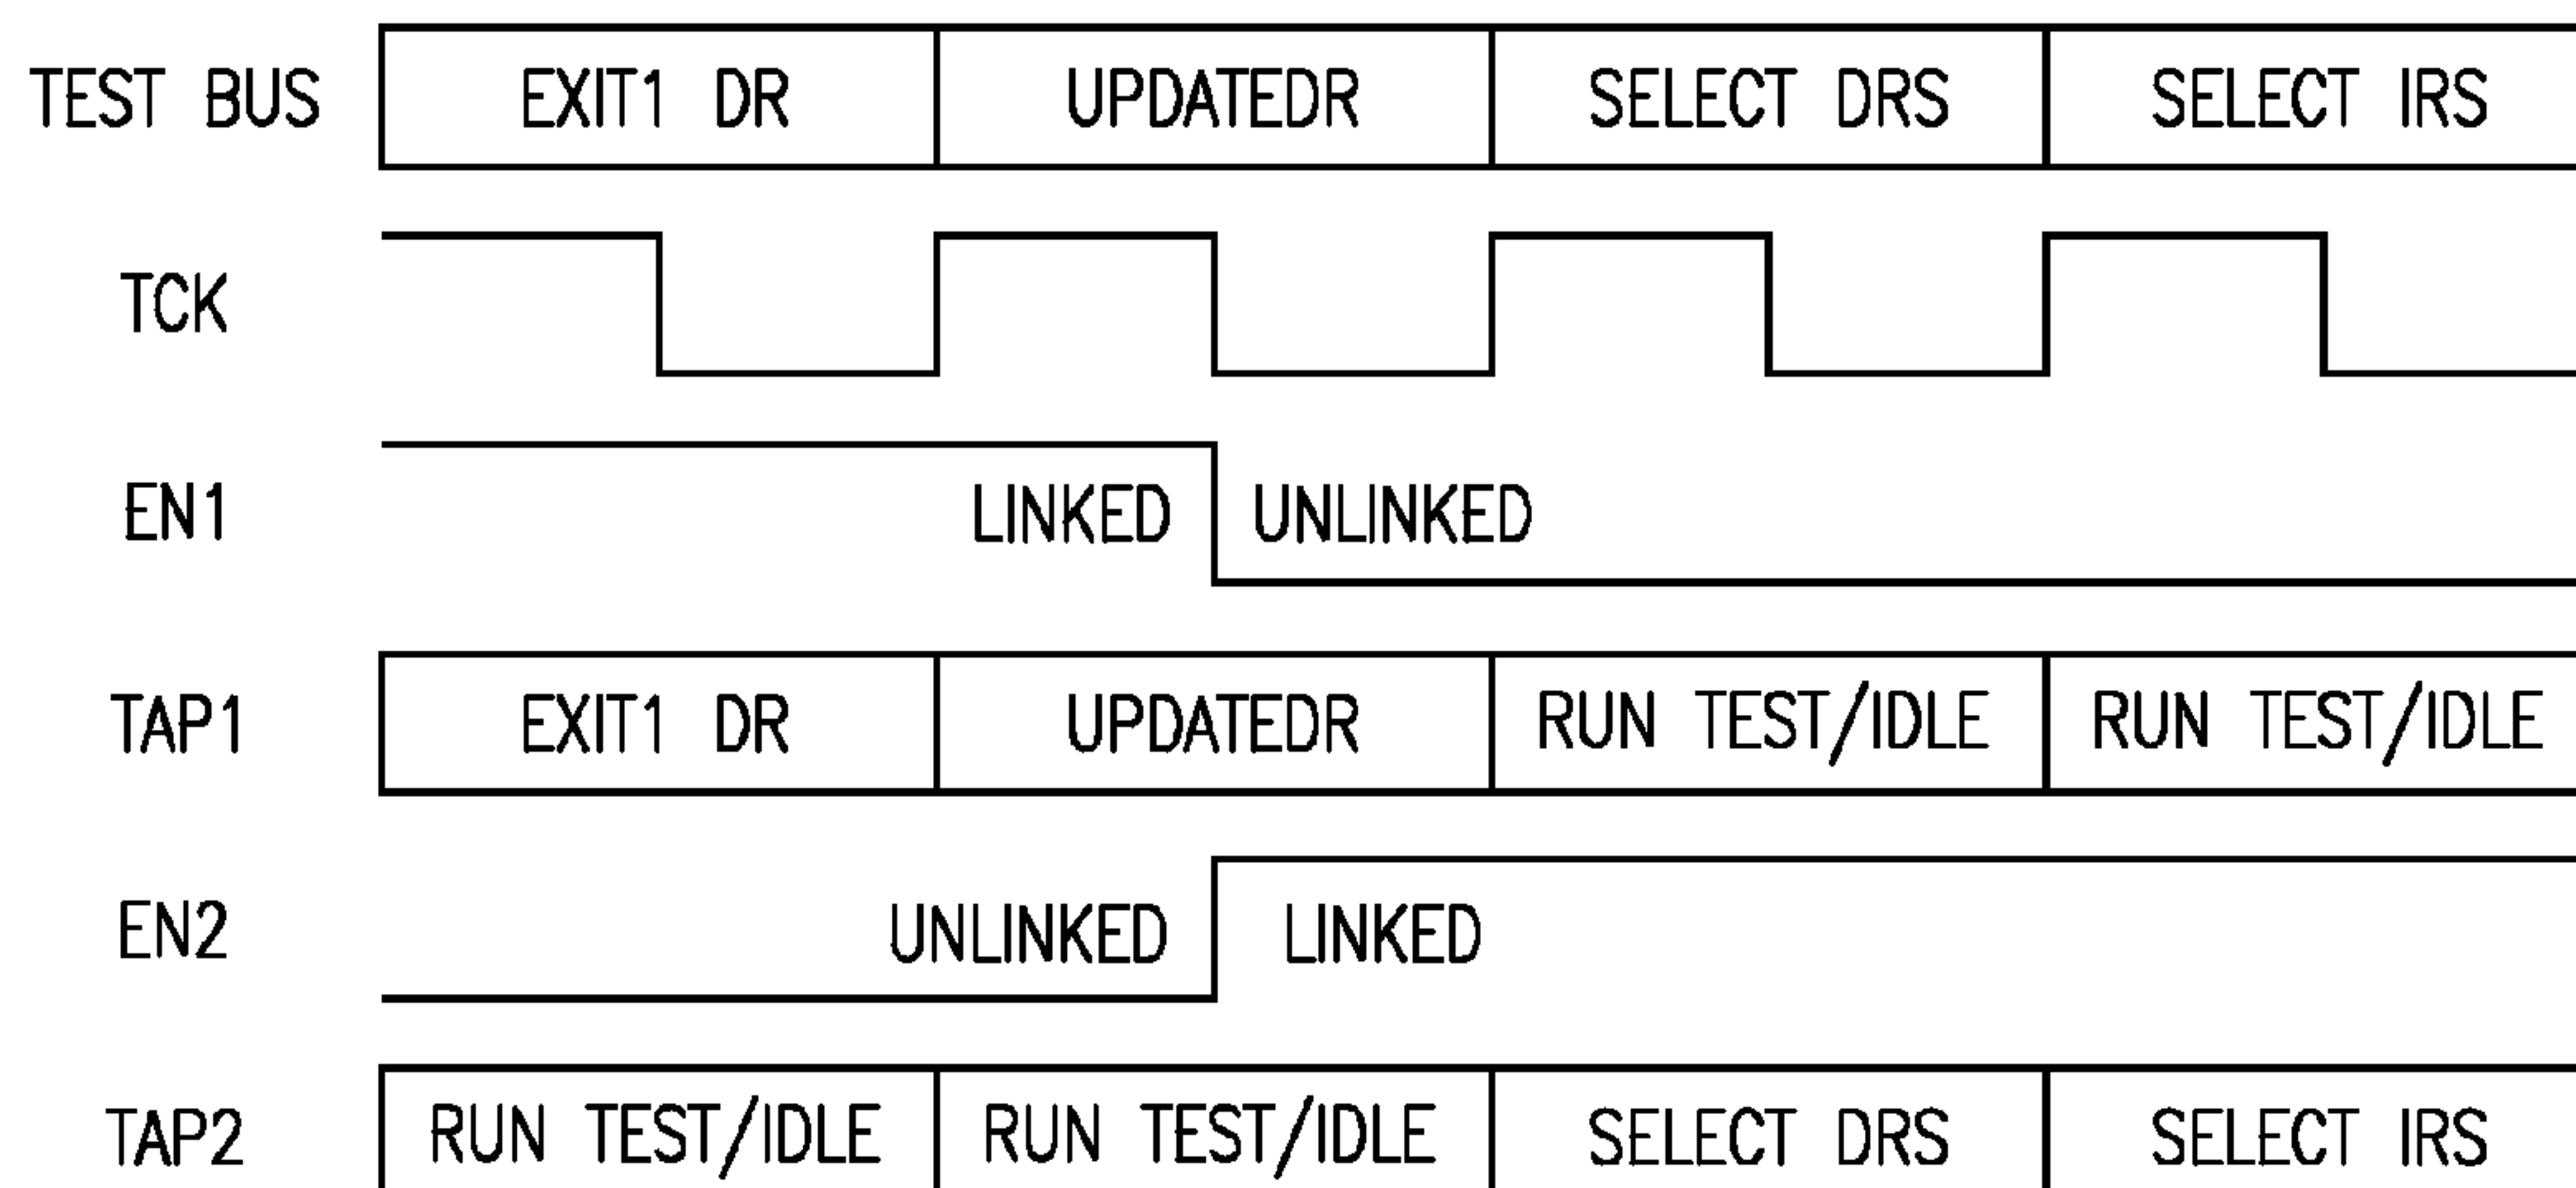 TEST BUS EXIT1 DR UPDATEDR SELECT DRS SELECT IRS
TCK
EN1 LINKED UNLINKED
TAP1 EXIT1 DR UPDATEDR RUN TEST/IDLE RUN TEST/IDLE
EN2 UNLINKED LINKED
TAP2 RUN TEST/IDLE RUN TEST/IDLE SELECT DRS SELECT IRS